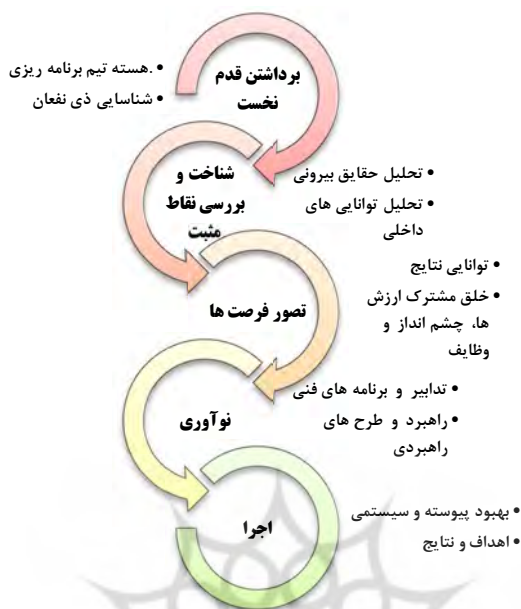 برداشتن قدم
نخست
• .هسته تیم برنامه ریزی
• شناسایی ذی نفعان
شناخت و
بررسی نقاط
مثبت
• تحلیل حقایق بیرونی
• تحلیل توانایی های
داخلی
تصور فرصت ها
• توانایی نتایج
• خلق مشترک ارزش
ها، چشم انداز و
وظایف
نوآوری
• تدابیر و برنامه های فنی
• راهبرد و طرح های
راهبردی
اجرا
• بهبود پیوسته و سیستمی
• اهداف و نتایج